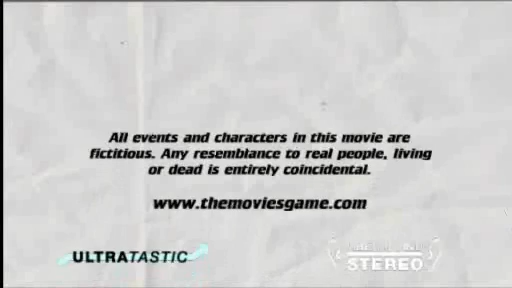 All events and characters in this movie are
fictitious. Any resemblance to real people, living
or dead is entirely coincidental.
www.themoviesgame.com
ULTRATASTIC
STEREO